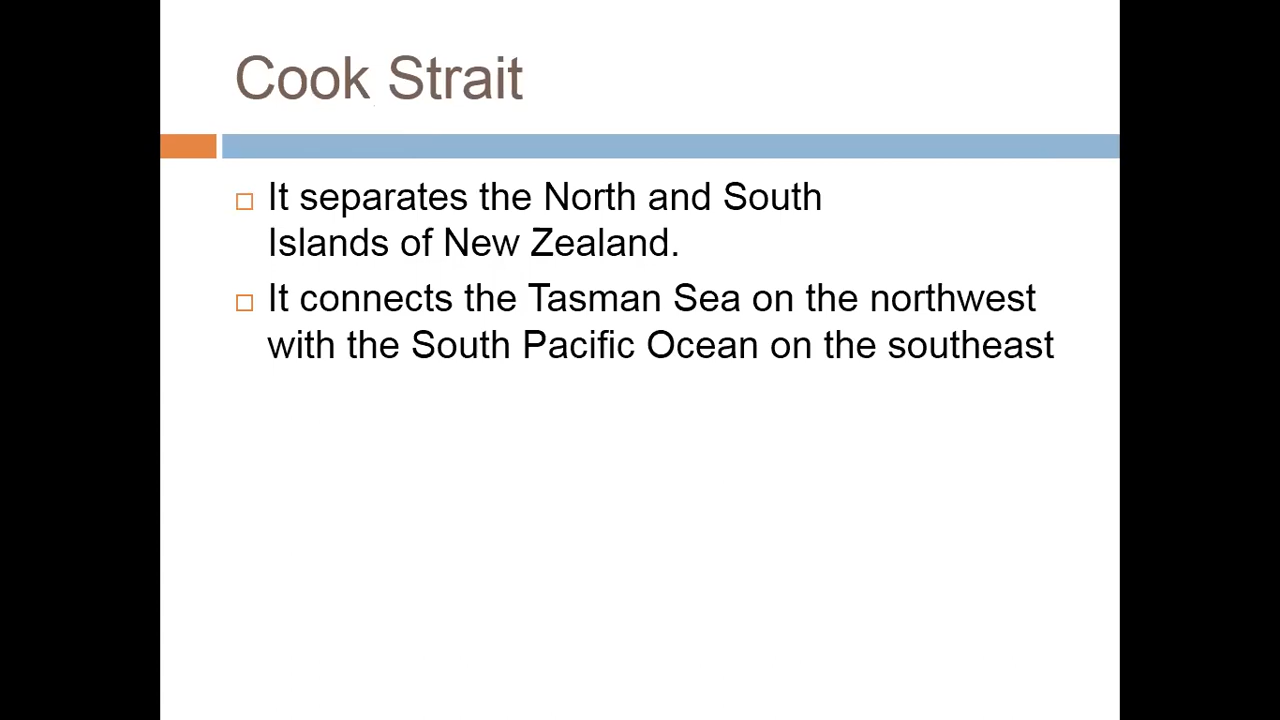 Cook Strait
It separates the North and South
Islands of New Zealand.
It connects the Tasman Sea on the northwest
with the South Pacific Ocean on the southeast